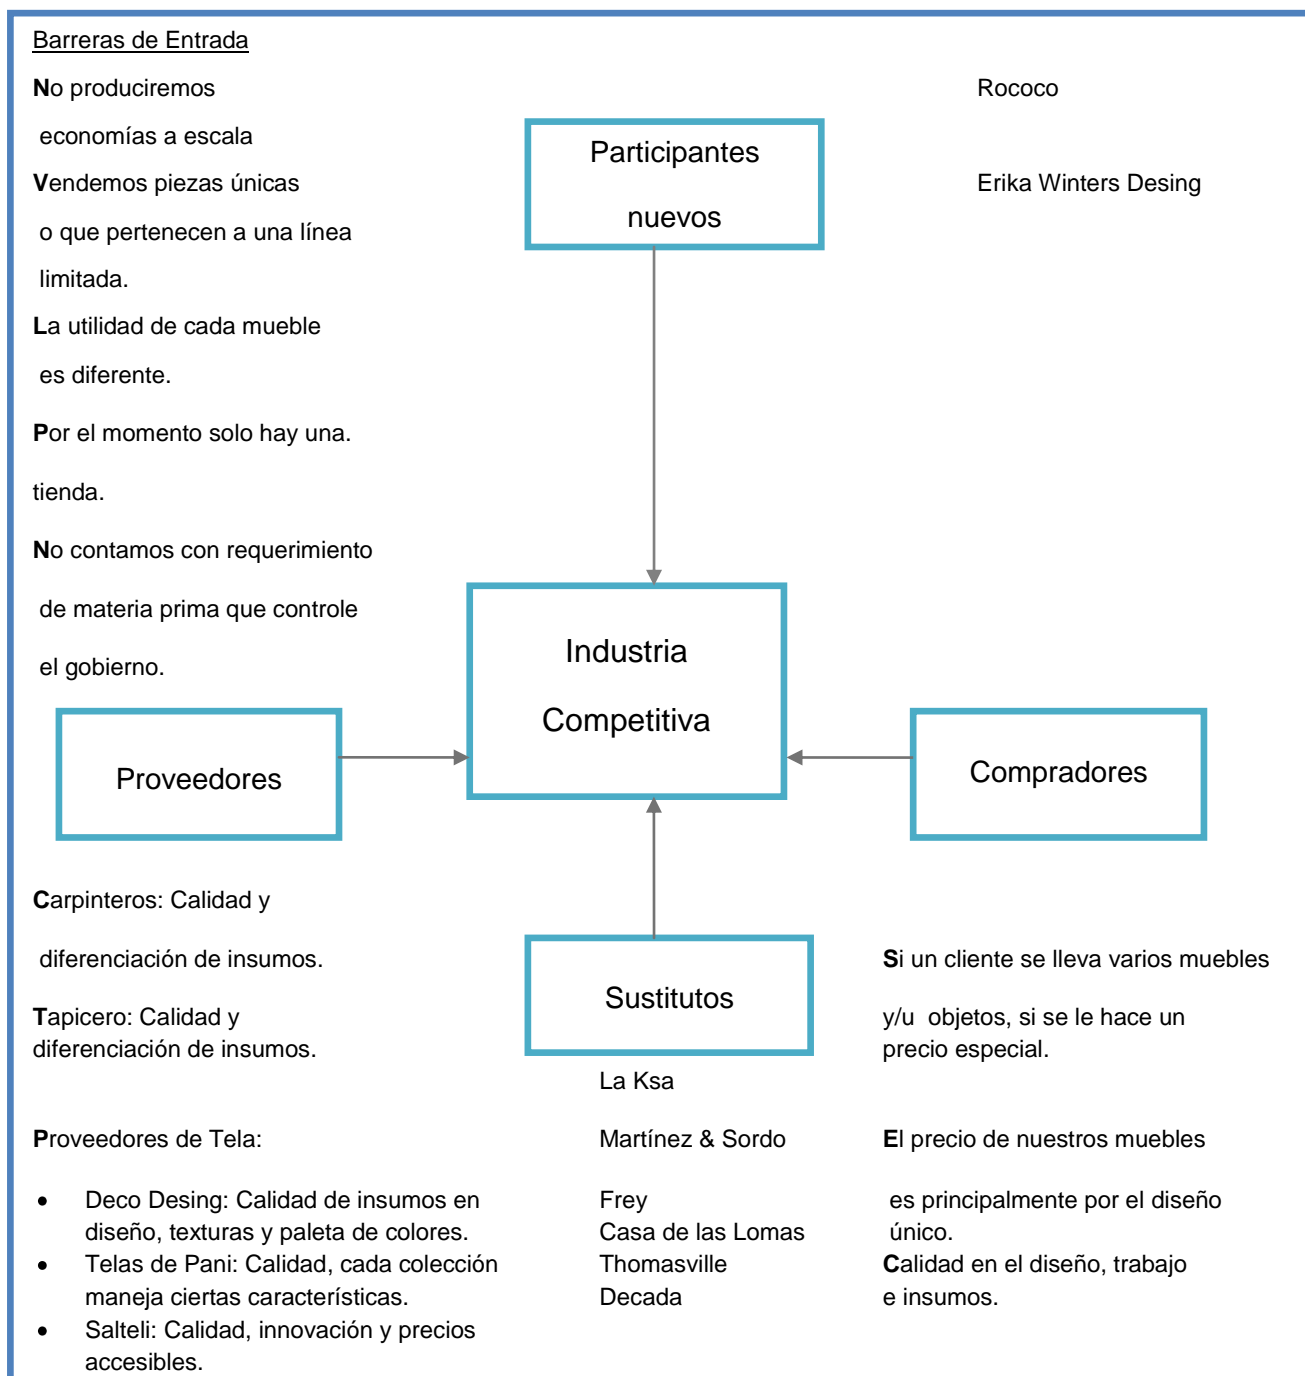 Barreras de Entrada
No produciremos
economías a escala
Vendemos piezas únicas
o que pertenecen a una línea
limitada.
La utilidad de cada mueble
es diferente.
Por el momento solo hay una.
tienda.
No contamos con requerimiento
de materia prima que controle
el gobierno.
Participantes
nuevos
Rococo
Erika Winters Desing
Industria
Competitiva
Proveedores
Compradores
Carpinteros: Calidad y
diferenciación de insumos.
Tapicero: Calidad y
diferenciación de insumos.
Proveedores de Tela:
• Deco Desing: Calidad de insumos en
diseño, texturas y paleta de colores.
• Telas de Pani: Calidad, cada colección
maneja ciertas características.
• Salteli: Calidad, innovación y precios
accesibles.
Sustitutos
La Ksa
Martínez & Sordo
Frey
Casa de las Lomas
Thomasville
Decada
Si un cliente se lleva varios muebles
y/u objetos, si se le hace un
precio especial.
El precio de nuestros muebles
es principalmente por el diseño
único.
Calidad en el diseño, trabajo
e insumos.